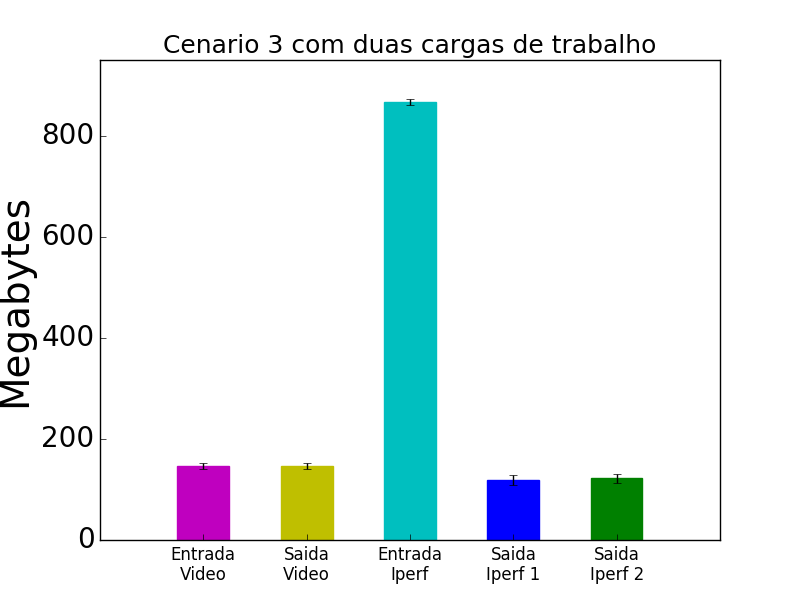 Cenario 3 com duas cargas de trabalho
Megabytes
800
600
400
200
0
Entrada Video
Saida Video
Entrada Iperf
Saida Iperf 1
Saida Iperf 2